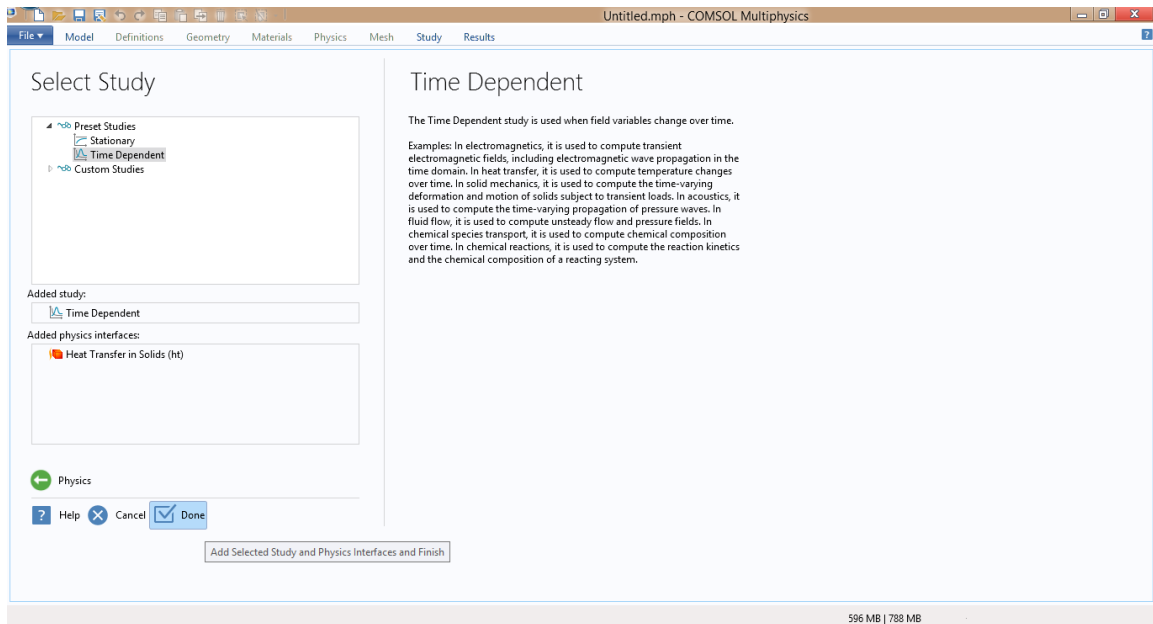 Untitled.mph - COMSOL Multiphysics
File Model Definitions Geometry Materials Physics Mesh Study Results
Select Study
Preset Studies
Stationary
Time Dependent
Custom Studies
Added study:
Time Dependent
Added physics interfaces:
Heat Transfer in Solids (ht)
Physics
Help Cancel Done
Add Selected Study and Physics Interfaces and Finish
Time Dependent
The Time Dependent study is used when field variables change over time.
Examples: In electromagnetics, it is used to compute transient
electromagnetic fields, including electromagnetic wave propagation in the
time domain. In heat transfer, it is used to compute temperature changes
over time. In solid mechanics, it is used to compute the time-varying
deformation and motion of solids subject to transient loads. In acoustics, it
is used to compute the time-varying propagation of pressure waves. In
fluid flow, it is used to compute unsteady flow and pressure fields. In
chemical species transport, it is used to compute chemical composition
over time. In chemical reactions, it is used to compute the reaction kinetics
and the chemical composition of a reacting system.
596 MB | 788 MB